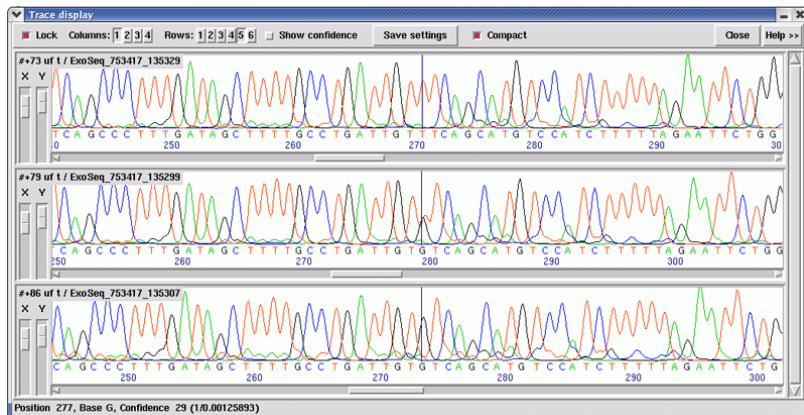 Trace display
Lock Columns: 1 2 3 4 Rows: 1 2 3 4 5 6 Show confidence Save settings Compact Close Help >>
#+73 uf t / ExoSeq_753417_135329
X Y
T C A G C C C T T T G A T A G C T T T T G C C T G A T T G T T T C A G C A T G T C C A T C T T T T T A G A A T T C T G G
0 250 260 270 280 290 30
#+79 uf t / ExoSeq_753417_135299
X Y
C A G C C C T T T G A T A G C T T T T G C C T G A T T G T G T C A G C A T G T C C A T C T T T T T A G A A T T C T G G
250 260 270 280 290 300
#+86 uf t / ExoSeq_753417_135307
X Y
C A G C C C T T T G A T A G C T T T T G C C T G A T T G T G T C A G C A T G T C C A T C T T T T T A G A A T T C T G
250 260 270 280 290 300
Position 277, Base G, Confidence 29 (1/0.00125893)